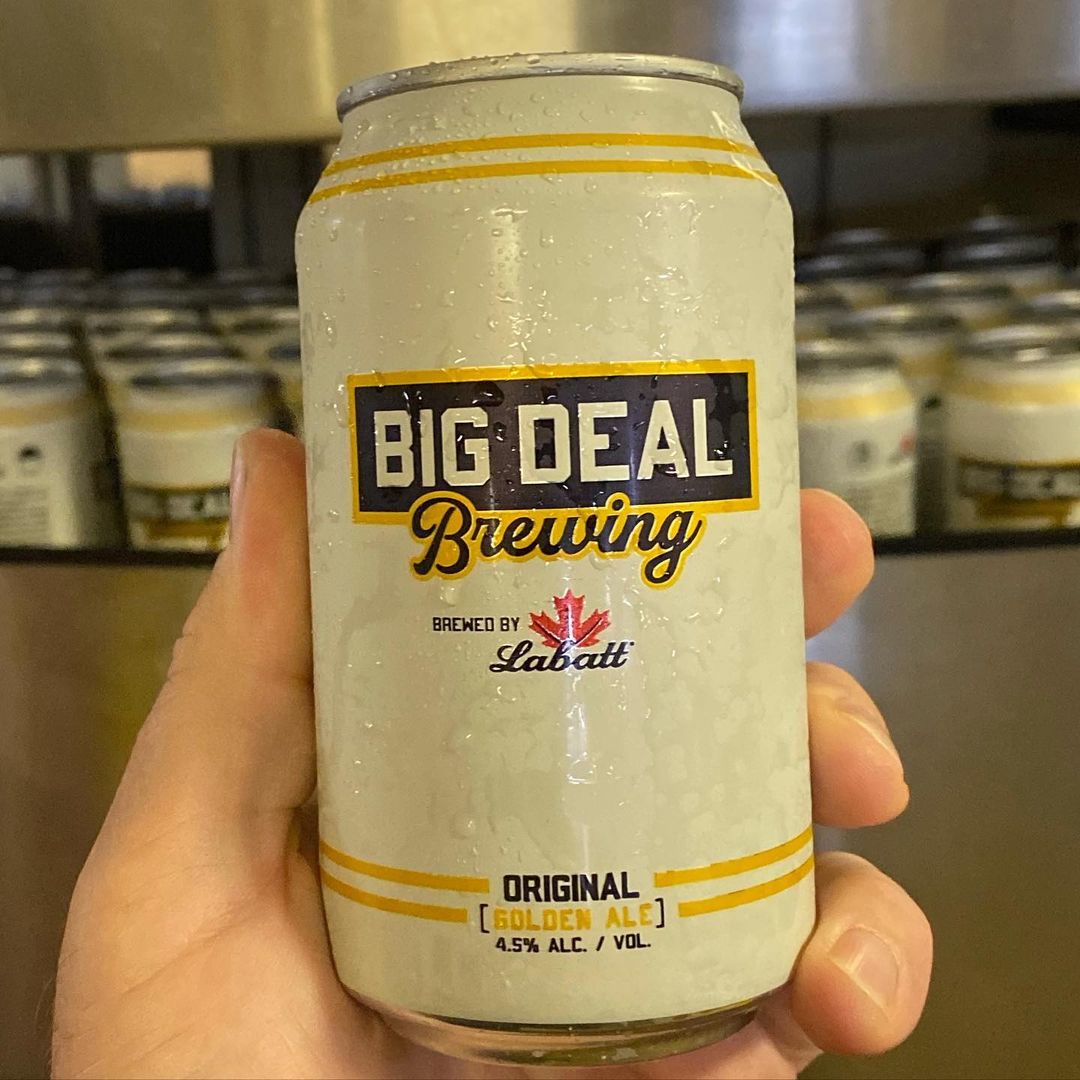 BIG DEAL
Brewing
BREWED BY
Labatt
ORIGINAL
[GOLDEN ALE]
4.5% ALC. / VOL.